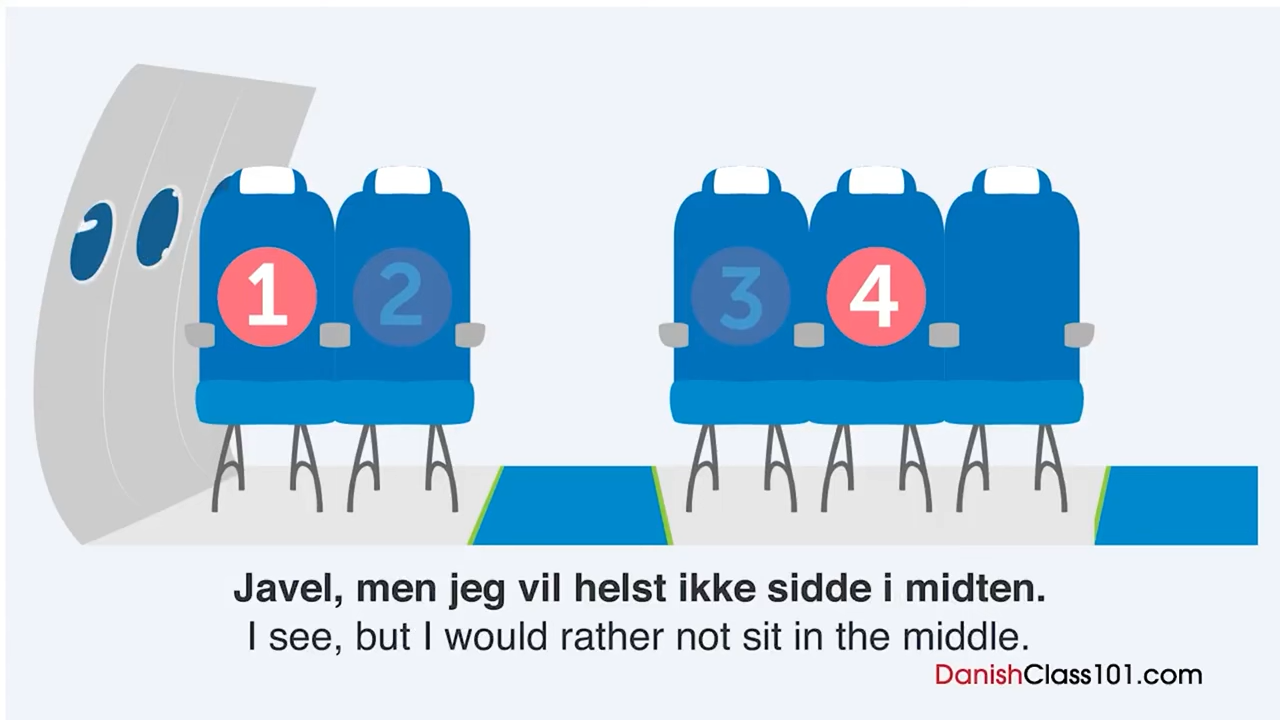 1 2 3 4
Javel, men jeg vil helst ikke sidde i midten.
I see, but I would rather not sit in the middle.
DanishClass101.com